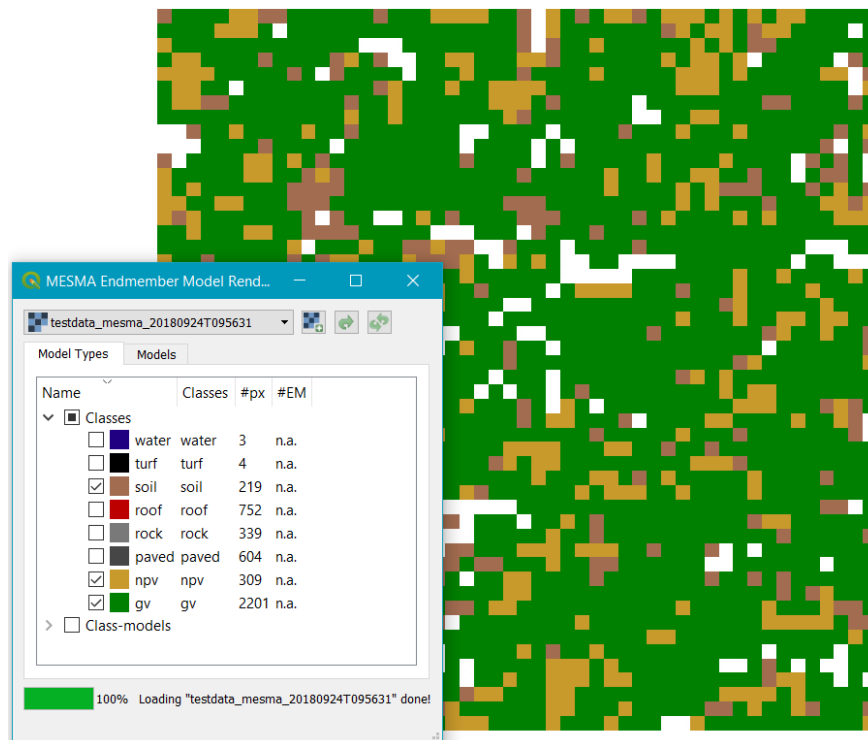 MESMA Endmember Model Rend...
testdata_mesma_20180924T095631
Model Types Models
Name Classes #px #EM
Classes
water water 3 n.a.
turf turf 4 n.a.
soil soil 219 n.a.
roof roof 752 n.a.
rock rock 339 n.a.
paved paved 604 n.a.
npv npv 309 n.a.
gv gv 2201 n.a.
Class-models
100% Loading "testdata_mesma_20180924T095631" done!